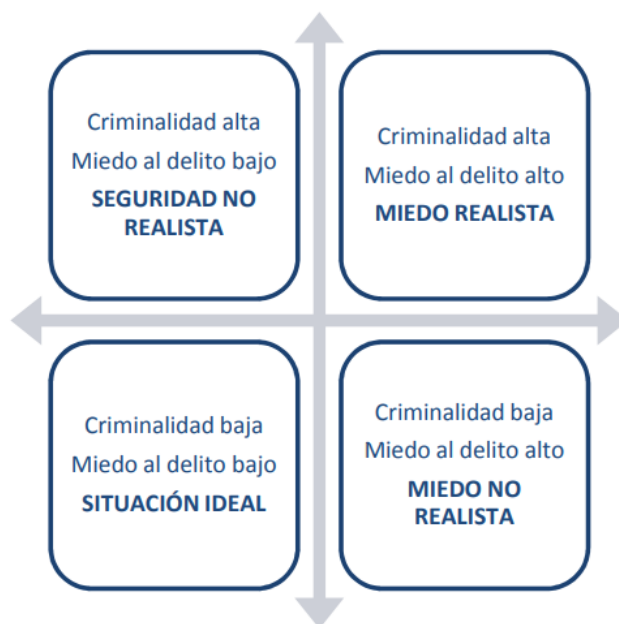 Criminalidad alta
Miedo al delito bajo
SEGURIDAD NO
REALISTA
Criminalidad alta
Miedo al delito alto
MIEDO REALISTA
Criminalidad baja
Miedo al delito bajo
SITUACIÓN IDEAL
Criminalidad baja
Miedo al delito alto
MIEDO NO
REALISTA